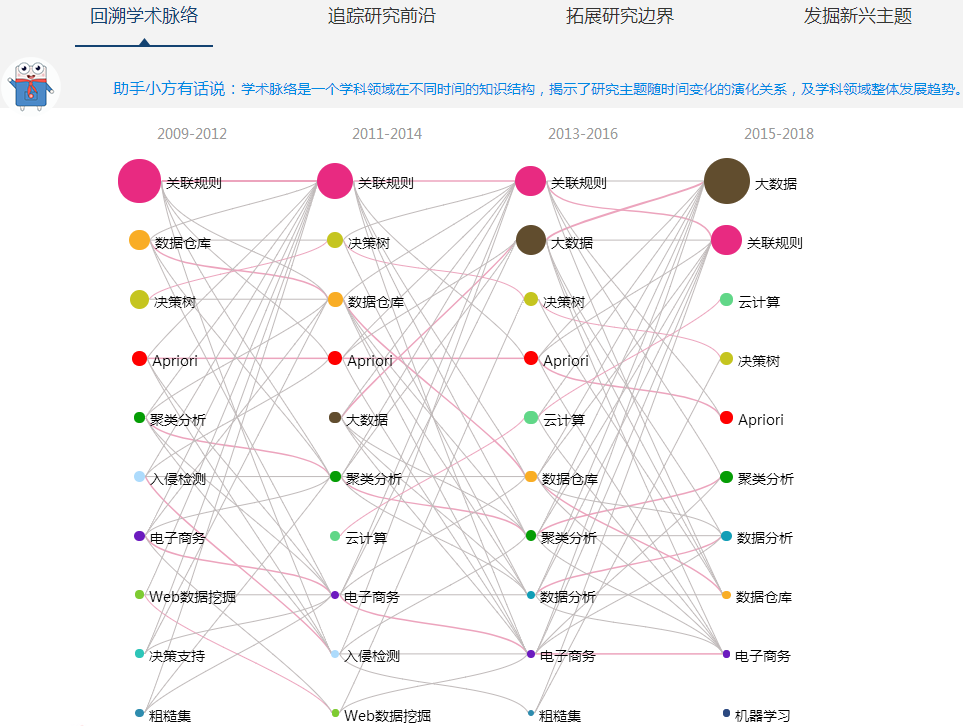 回溯学术脉络 追踪研究前沿 拓展研究边界 发掘新兴主题
助手小方有话说：学术脉络是一个学科领域在不同时间的知识结构，揭示了研究主题随时间变化的演化关系，及学科领域整体发展趋势。
2009-2012 2011-2014 2013-2016 2015-2018
关联规则 关联规则 关联规则 大数据
数据仓库 决策树 大数据 关联规则
决策树 数据仓库 决策树 云计算
Apriori Apriori Apriori 决策树
聚类分析 大数据 云计算 Apriori
入侵检测 聚类分析 数据仓库 聚类分析
电子商务 云计算 聚类分析 数据分析
Web数据挖掘 电子商务 数据分析 数据仓库
决策支持 入侵检测 电子商务 电子商务
粗糙集 Web数据挖掘 粗糙集 机器学习